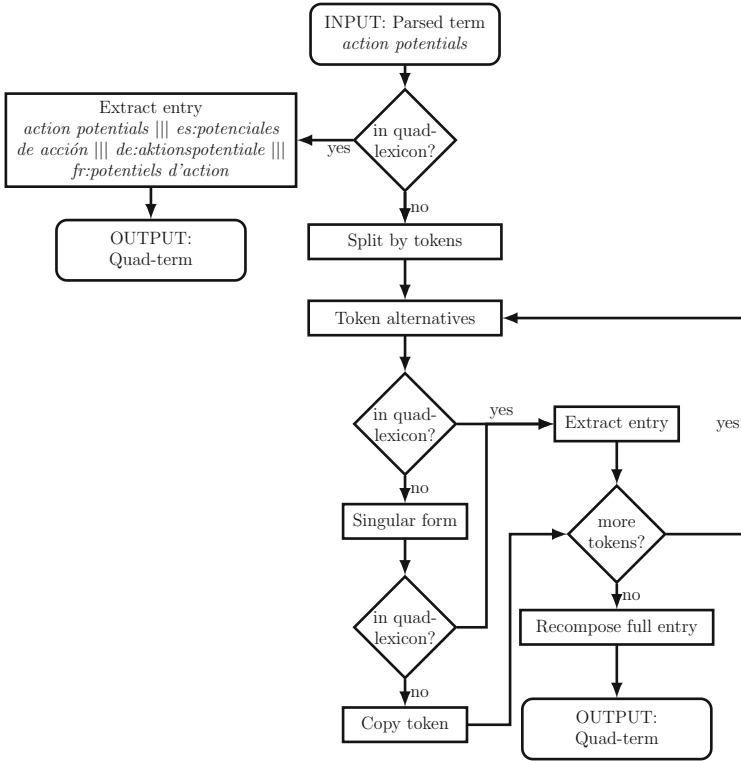 INPUT: Parsed term
action potentials
in quad-
lexicon?
yes
no
Extract entry
action potentials ||| es:potenciales
de acción ||| de:aktionspotentiale |||
fr:potentiels d'action
OUTPUT:
Quad-term
Split by tokens
Token alternatives
in quad-
lexicon?
yes
no
Extract entry
yes
Singular form
more
tokens?
no
in quad-
lexicon?
no
Recompose full entry
Copy token
OUTPUT:
Quad-term